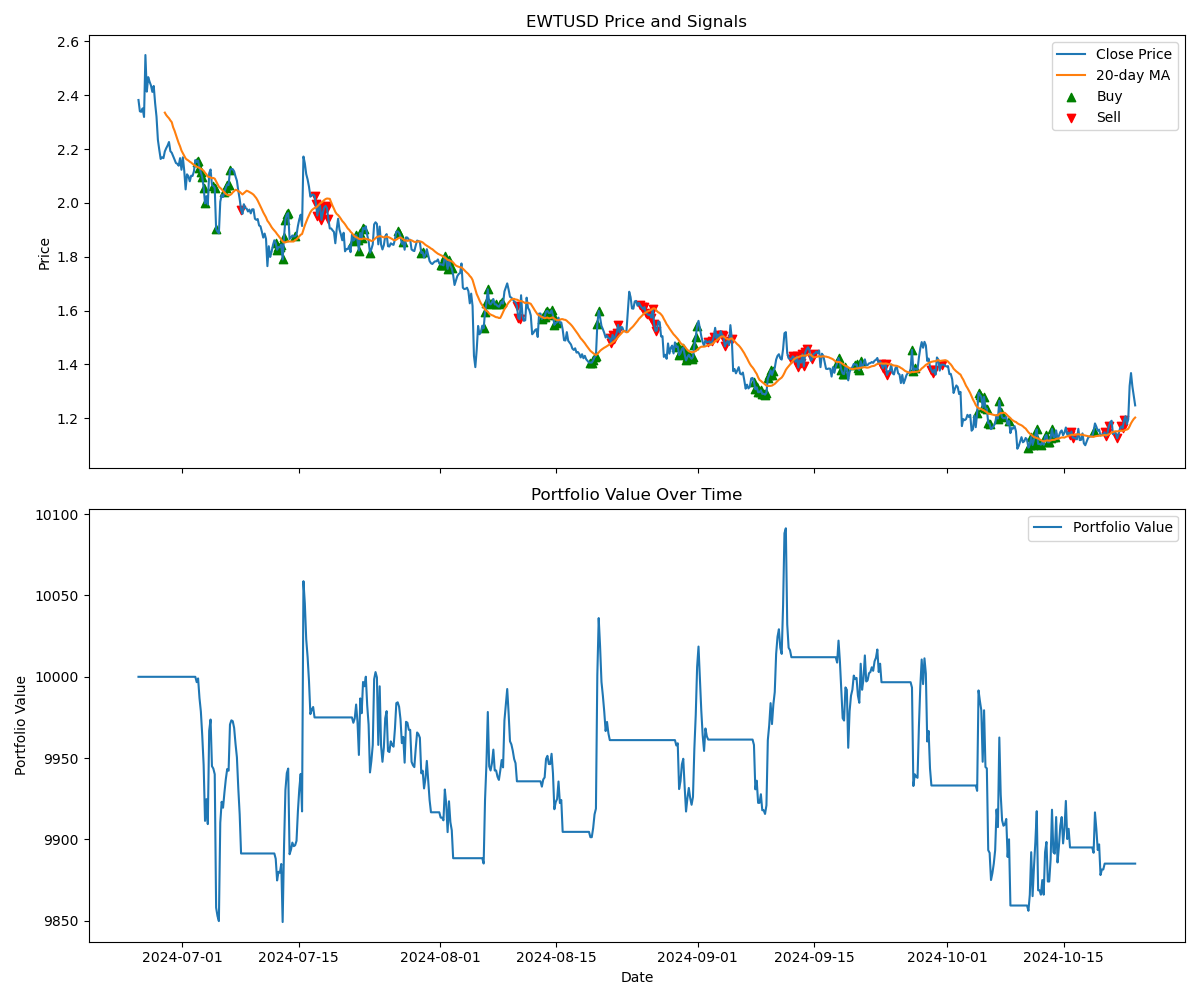 EWTUSD Price and Signals
2.6
2.4
2.2
2.0
1.8
1.6
1.4
1.2
Price
Close Price
20-day MA
Buy
Sell
Portfolio Value Over Time
10100
10050
10000
9950
9900
9850
Portfolio Value
Portfolio Value
2024-07-01
2024-07-15
2024-08-01
2024-08-15
2024-09-01
2024-09-15
2024-10-01
2024-10-15
Date